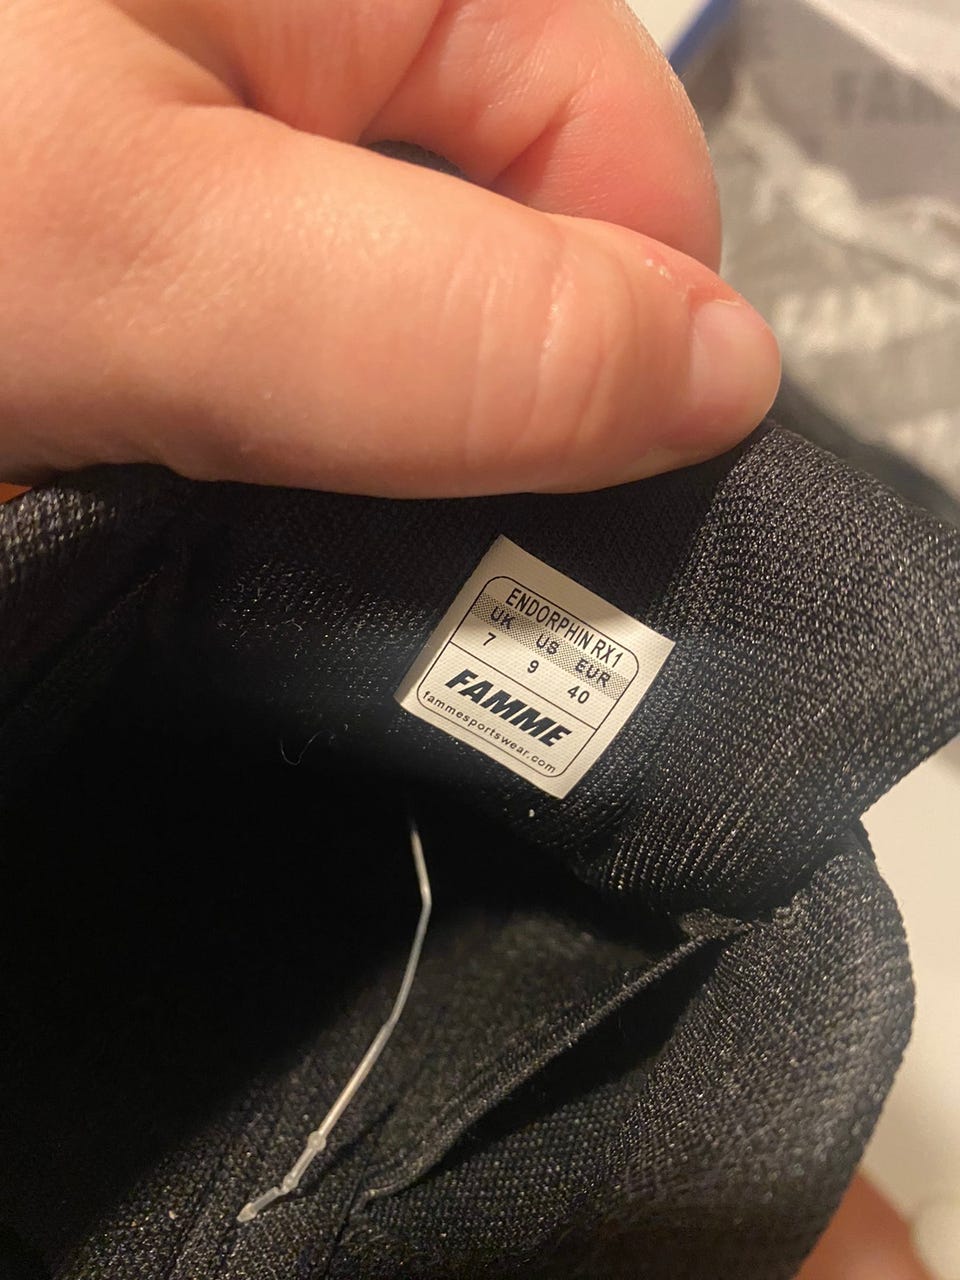 ENDORPHIN RX1
UK US EUR
7 9 40
FAMME
fammesportswear.com